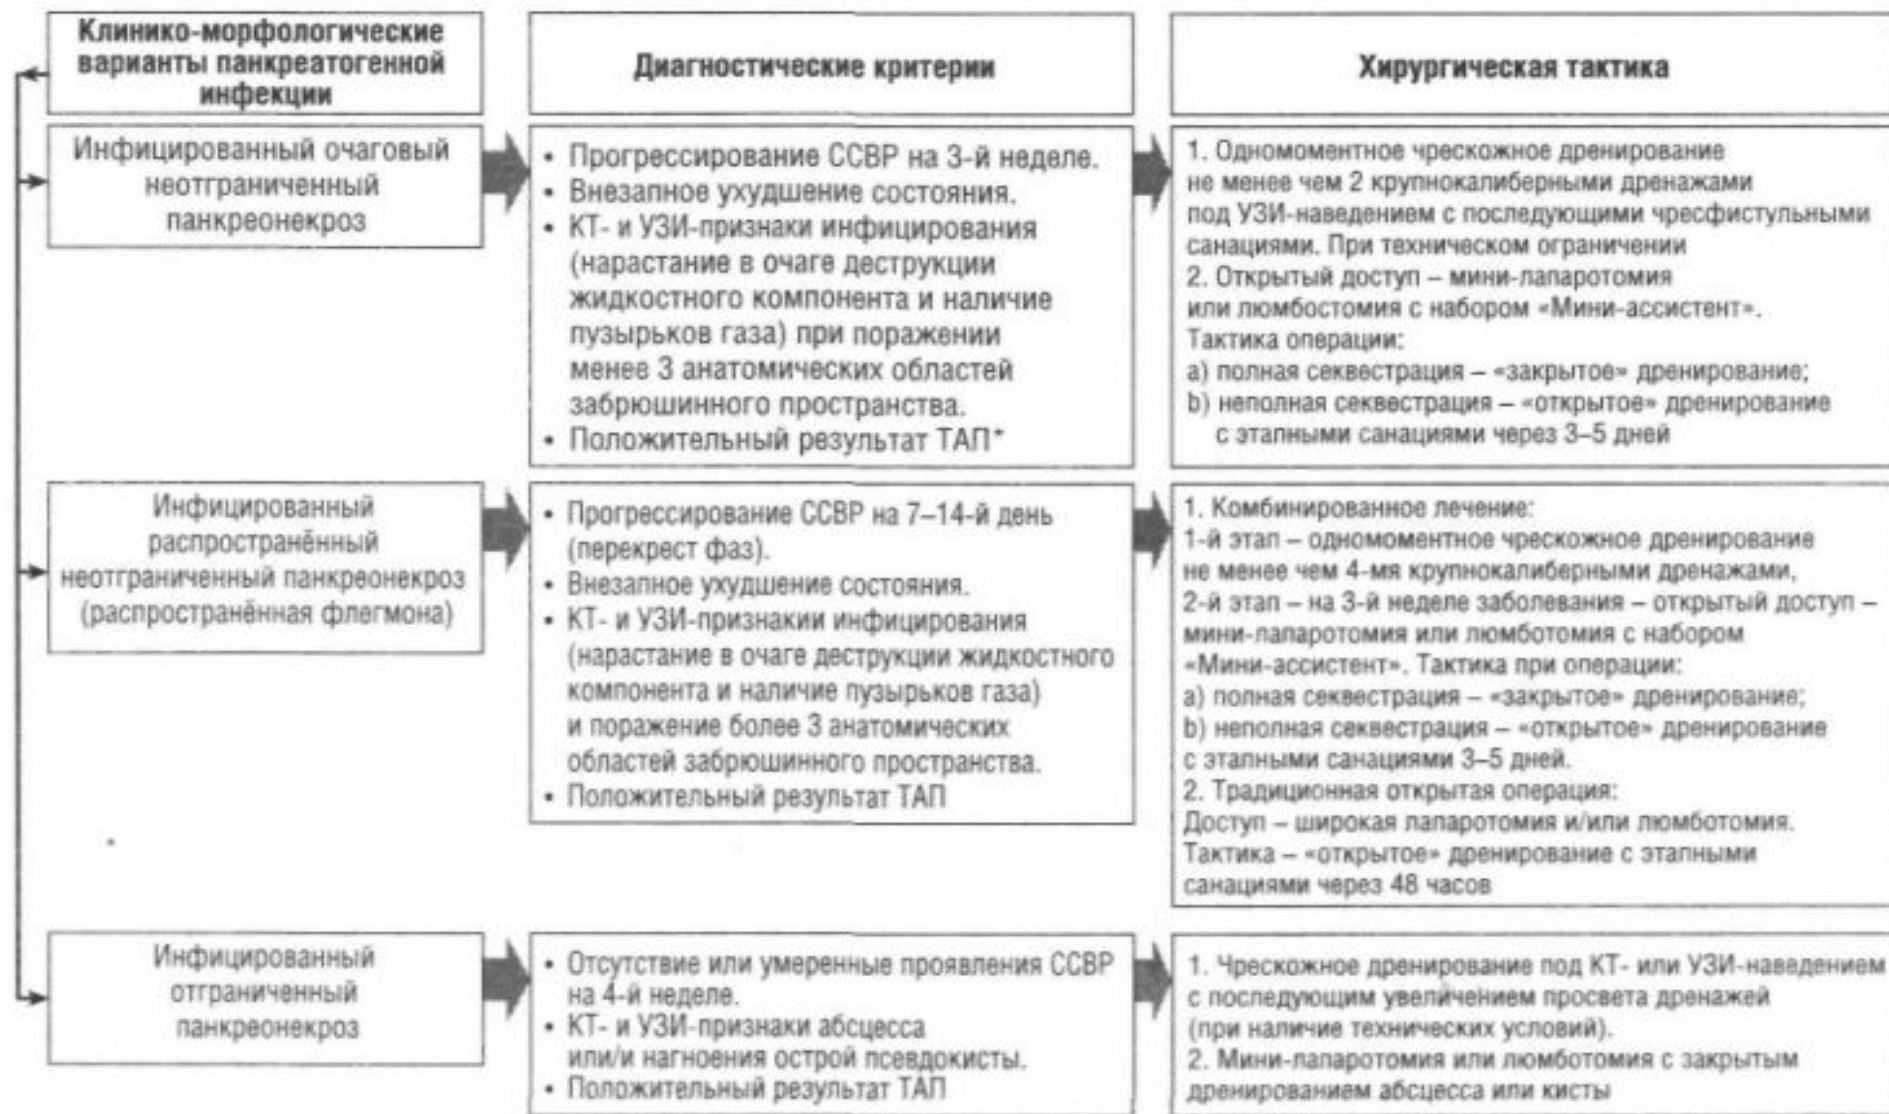 Клинико-морфологические
варианты панкреатогенной
инфекции
Диагностические критерии
Хирургическая тактика
Инфицированный очаговый
неотграниченный
панкреонекроз
• Прогрессирование ССВР на 3-й неделе.
• Внезапное ухудшение состояния.
• КТ- и УЗИ-признаки инфицирования
(нарастание в очаге деструкции
жидкостного компонента и наличие
пузырьков газа) при поражении
менее 3 анатомических областей
забрюшинного пространства.
• Положительный результат ТАП*
1. Одномоментное чрескожное дренирование
не менее чем 2 крупнокалиберными дренажами
под УЗИ-наведением с последующими чресфистульными
санациями. При техническом ограничении
2. Открытый доступ – мини-лапаротомия
или люмбостомия с набором «Мини-ассистент».
Тактика операции:
a) полная секвестрация – «закрытое» дренирование;
b) неполная секвестрация – «открытое» дренирование
с этапными санациями через 3–5 дней
Инфицированный
распространённый
неотграниченный панкреонекроз
(распространённая флегмона)
• Прогрессирование ССВР на 7–14-й день
(перекрест фаз).
• Внезапное ухудшение состояния.
• КТ- и УЗИ-признакии инфицирования
(нарастание в очаге деструкции жидкостного
компонента и наличие пузырьков газа)
и поражение более 3 анатомических
областей забрюшинного пространства.
• Положительный результат ТАП
1. Комбинированное лечение:
1-й этап – одномоментное чрескожное дренирование
не менее чем 4-мя крупнокалиберными дренажами,
2-й этап – на 3-й неделе заболевания – открытый доступ –
мини-лапаротомия или люмботомия с набором
«Мини-ассистент». Тактика при операции:
a) полная секвестрация – «закрытое» дренирование;
b) неполная секвестрация – «открытое» дренирование
с этапными санациями 3–5 дней.
2. Традиционная открытая операция:
Доступ – широкая лапаротомия и/или люмботомия.
Тактика – «открытое» дренирование с этапными
санациями через 48 часов
Инфицированный
отграниченный
панкреонекроз
• Отсутствие или умеренные проявления ССВР
на 4-й неделе.
• КТ- и УЗИ-признаки абсцесса
или/и нагноения острой псевдокисты.
• Положительный результат ТАП
1. Чрескожное дренирование под КТ- или УЗИ-наведением
с последующим увеличением просвета дренажей
(при наличие технических условий).
2. Мини-лапаротомия или люмботомия с закрытым
дренированием абсцесса или кисты